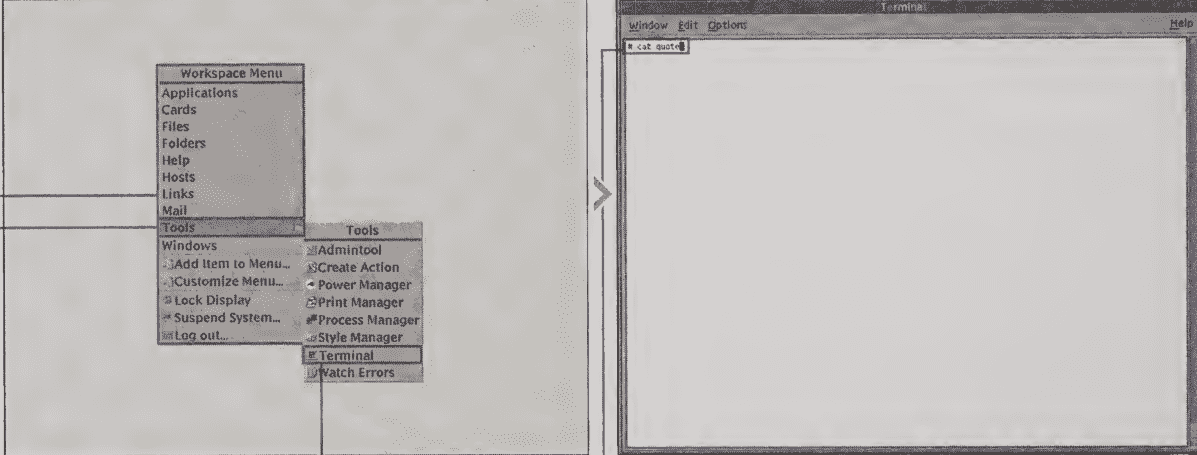 Workspace Menu
Applications
Cards
Files
Folders
Help
Hosts
Links
Mail
Tools
Windows
Add Item to Menu...
Customize Menu...
Lock Display
Suspend System...
Log out...
Tools
Admintool
Create Action
Power Manager
Print Manager
Process Manager
Style Manager
Terminal
Watch Errors
Terminal
Window Edit Options Help
# cat quote